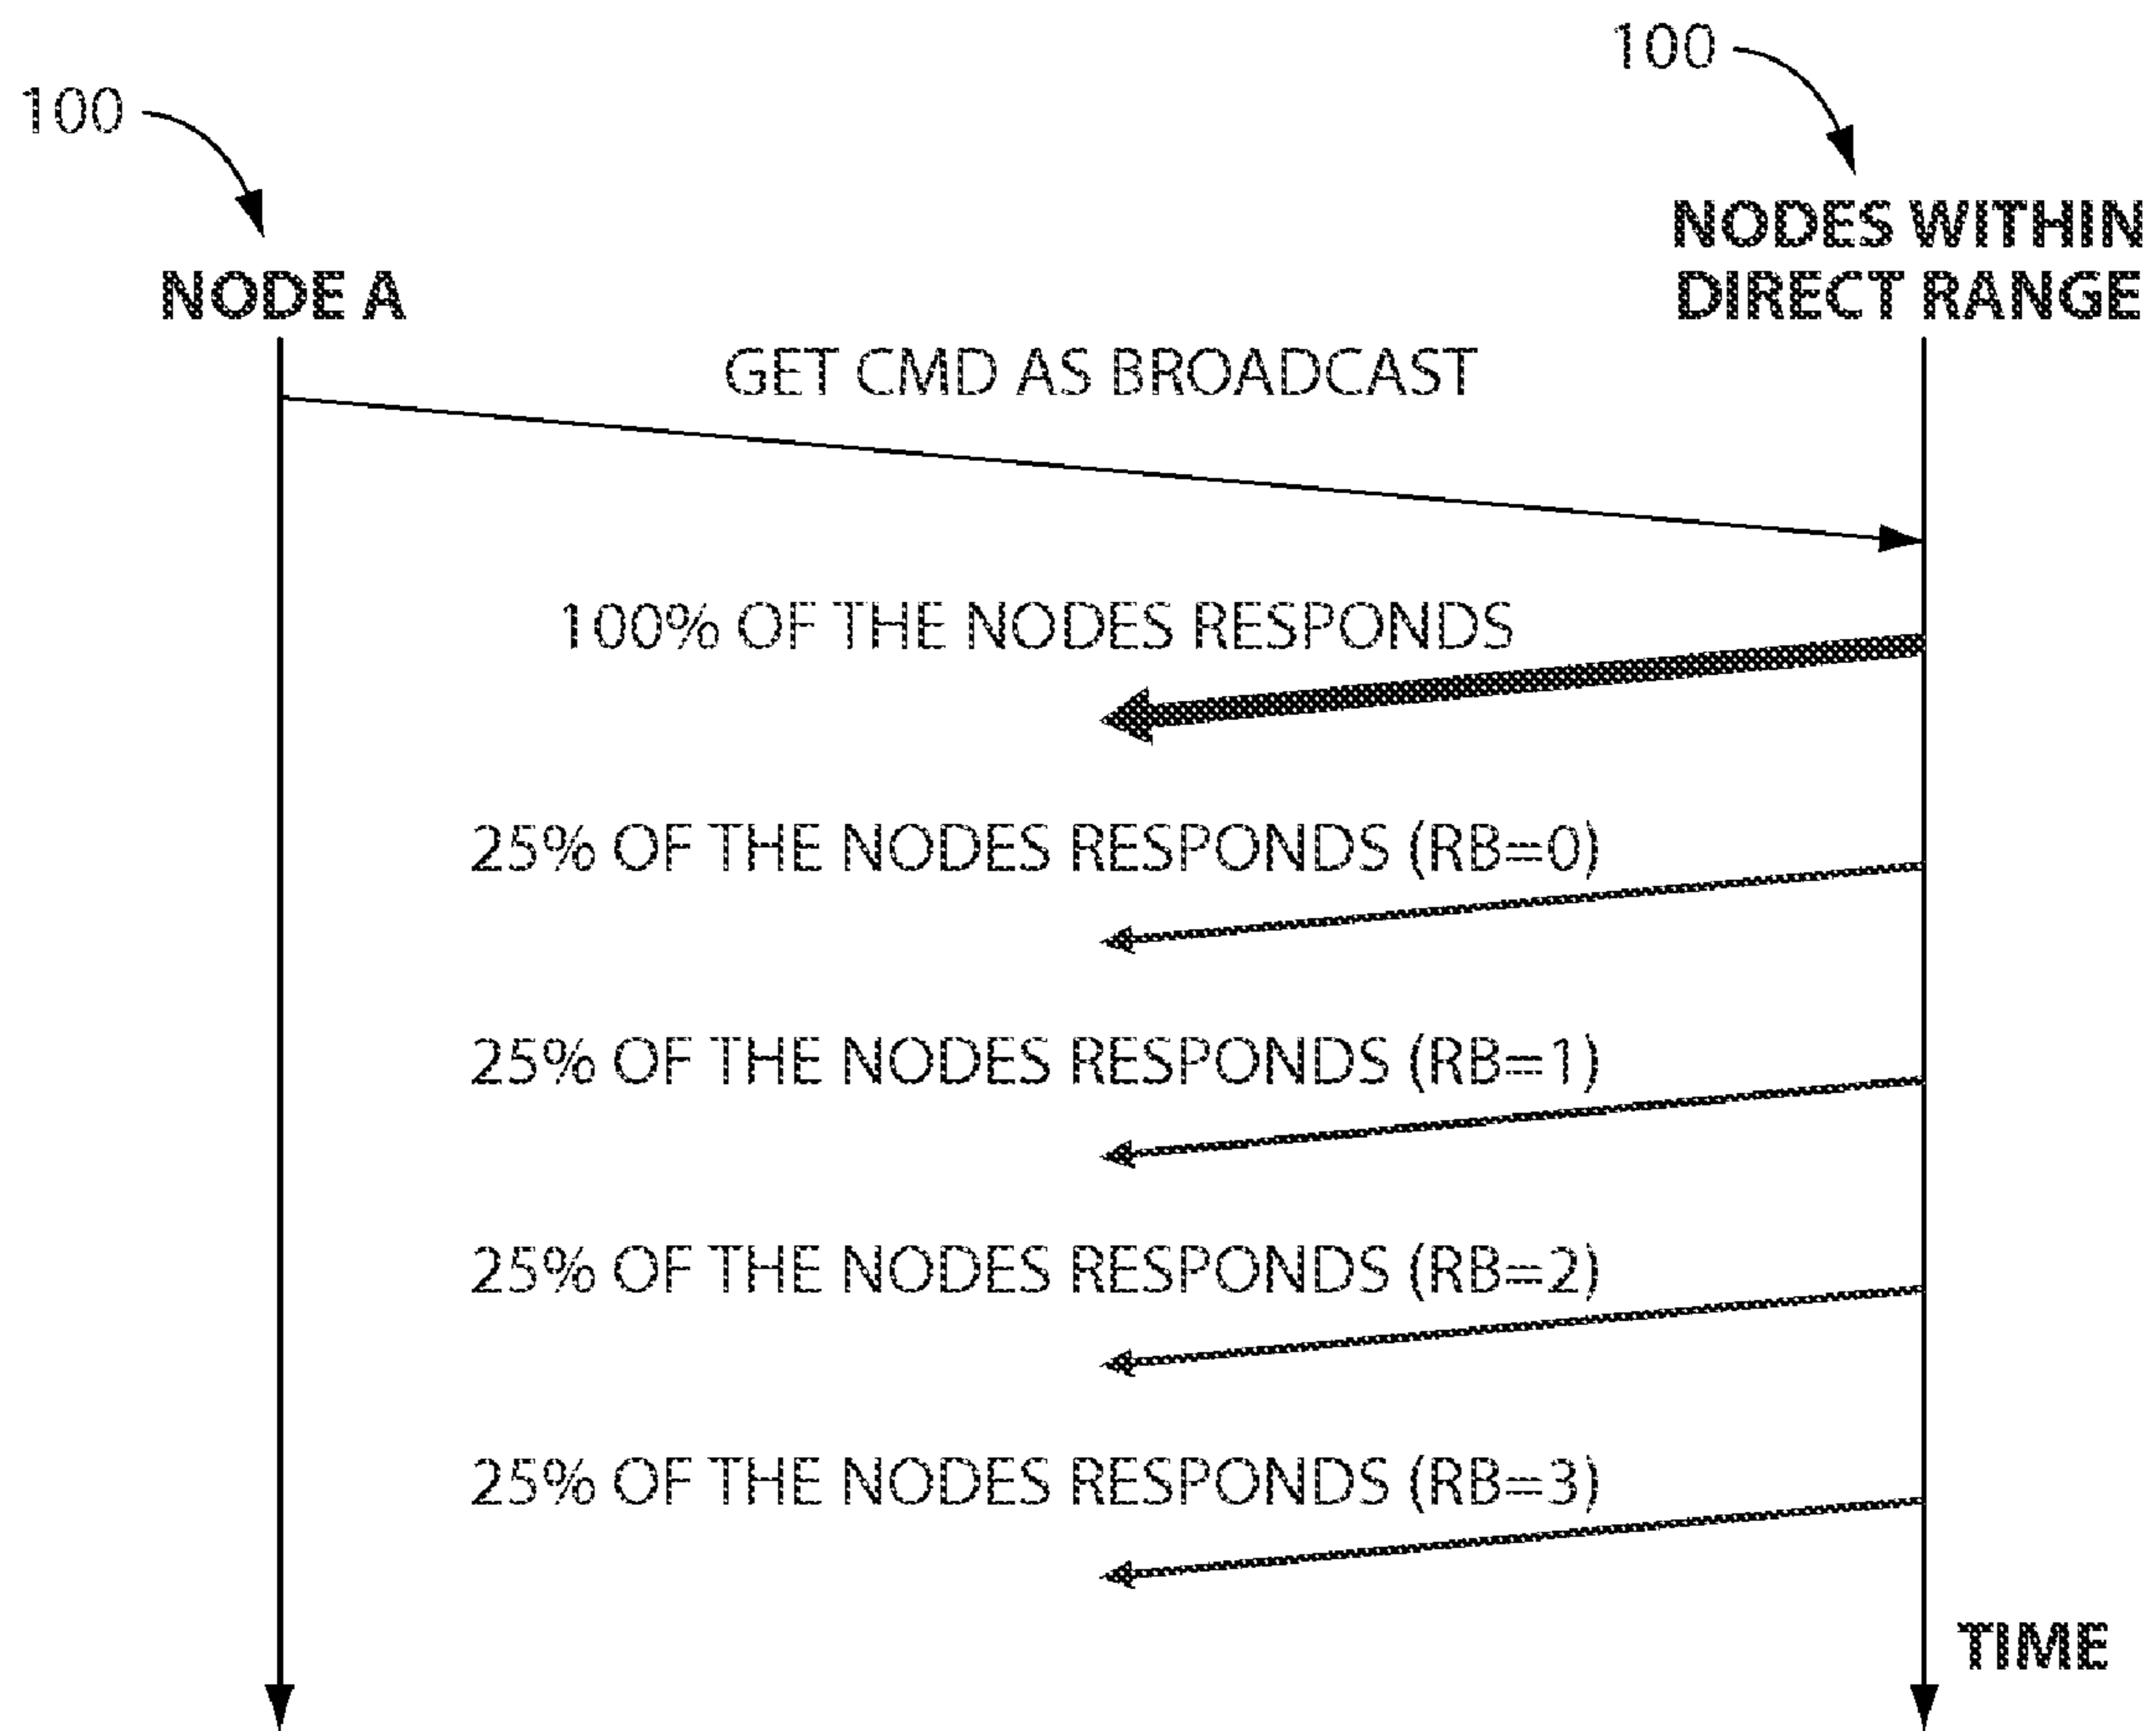 100
100
NODE A
NODES WITHIN
DIRECT RANGE
GET CMD AS BROADCAST
100% OF THE NODES RESPONDS
25% OF THE NODES RESPONDS (RB=0)
25% OF THE NODES RESPONDS (RB=1)
25% OF THE NODES RESPONDS (RB=2)
25% OF THE NODES RESPONDS (RB=3)
TIME